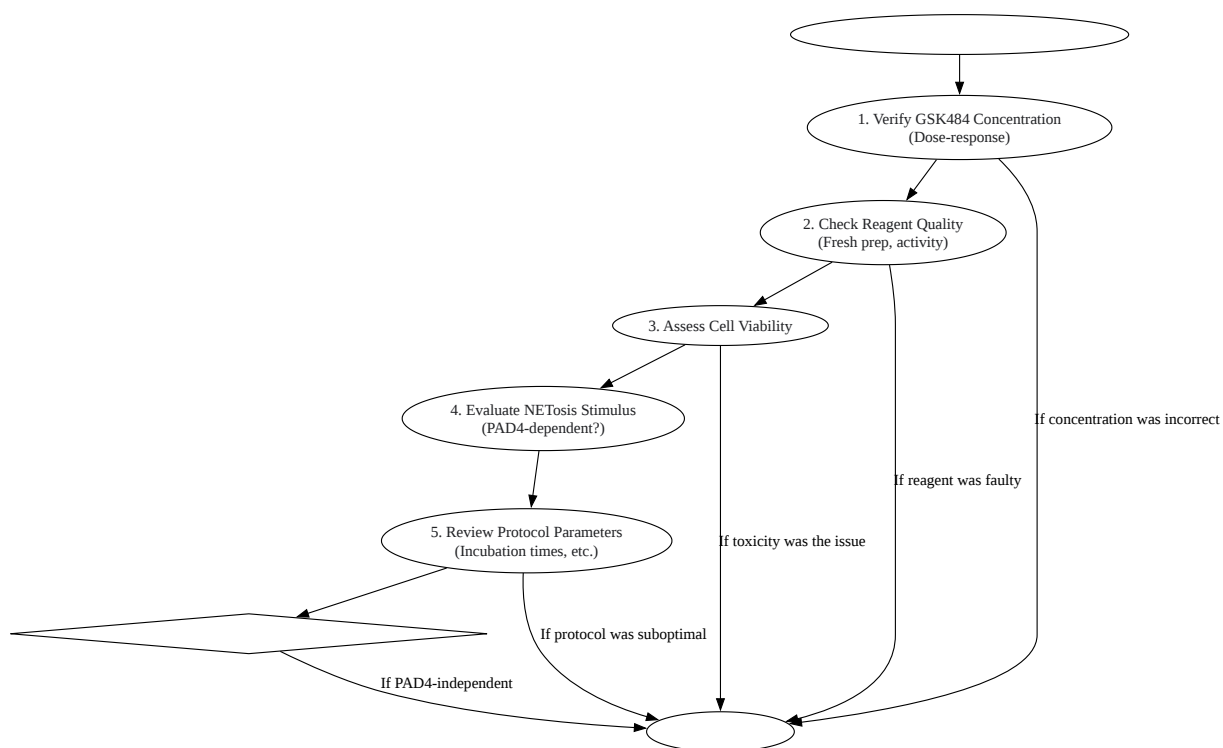 1. Verify GSK484 Concentration
(Dose-response)
2. Check Reagent Quality
(Fresh prep, activity)
3. Assess Cell Viability
4. Evaluate NETosis Stimulus
(PAD4-dependent?)
If concentration was incorrect
If reagent was faulty
5. Review Protocol Parameters
(Incubation times, etc.)
If toxicity was the issue
If protocol was suboptimal
If PAD4-independent